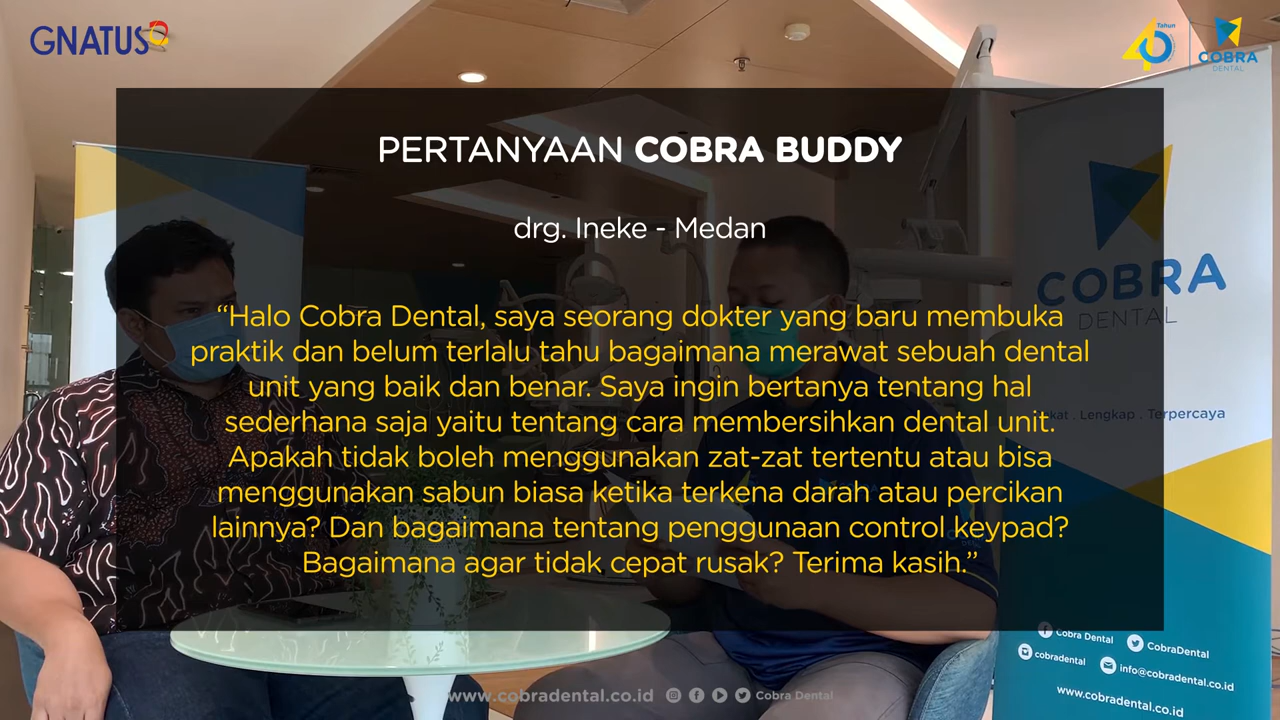 GNATUS
Tahun
40
COBRA
DENTAL
PERTANYAAN COBRA BUDDY
drg. Ineke - Medan
“Halo Cobra Dental, saya seorang dokter yang baru membuka
praktik dan belum terlalu tahu bagaimana merawat sebuah dental
unit yang baik dan benar. Saya ingin bertanya tentang hal
sederhana saja yaitu tentang cara membersihkan dental unit.
Apakah tidak boleh menggunakan zat-zat tertentu atau bisa
menggunakan sabun biasa ketika terkena darah atau percikan
lainnya? Dan bagaimana tentang penggunaan control keypad?
Bagaimana agar tidak cepat rusak? Terima kasih.”
COBRA
DENTAL
. Lengkap . Terpercaya
Cobra Dental
CobraDental
cobradental
info@cobradental.co.id
www.cobradental.co.id
www.cobradental.co.id Cobra Dental